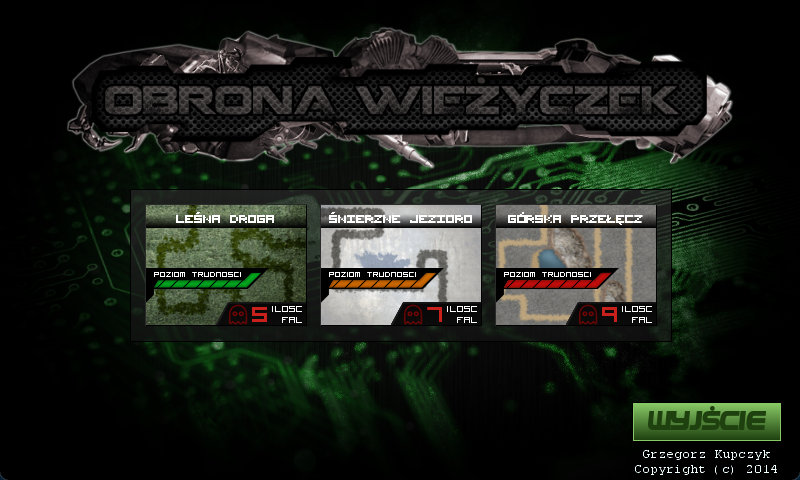 OBRONA WIEZYCZEK
LEŚNA DROGA
POZIOM TRUDNOSCI
5 ILOSC
FAL
ŚNIERZNE JEZIORO
POZIOM TRUDNOSCI
7 ILOSC
FAL
GÓRSKA PRZEŁĘCZ
POZIOM TRUDNOSCI
9 ILOSC
FAL
WYJŚCIE
Grzegorz Kupczyk
Copyright (c) 2014